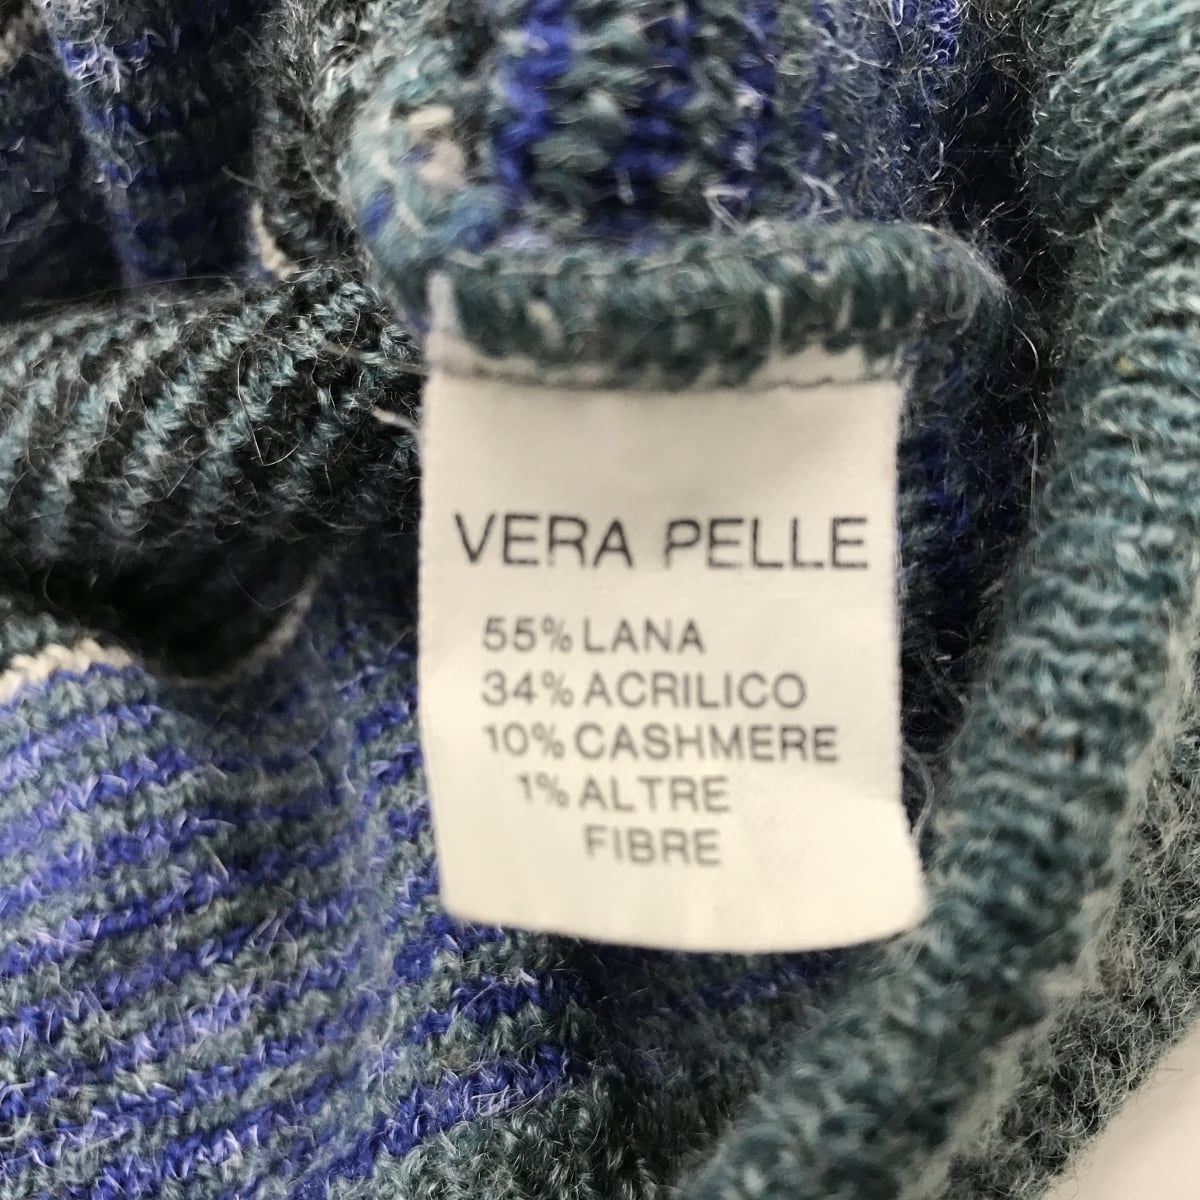 VERA PELLE
55% LANA
34% ACRILICO
10% CASHMERE
1% ALTRE
FIBRE